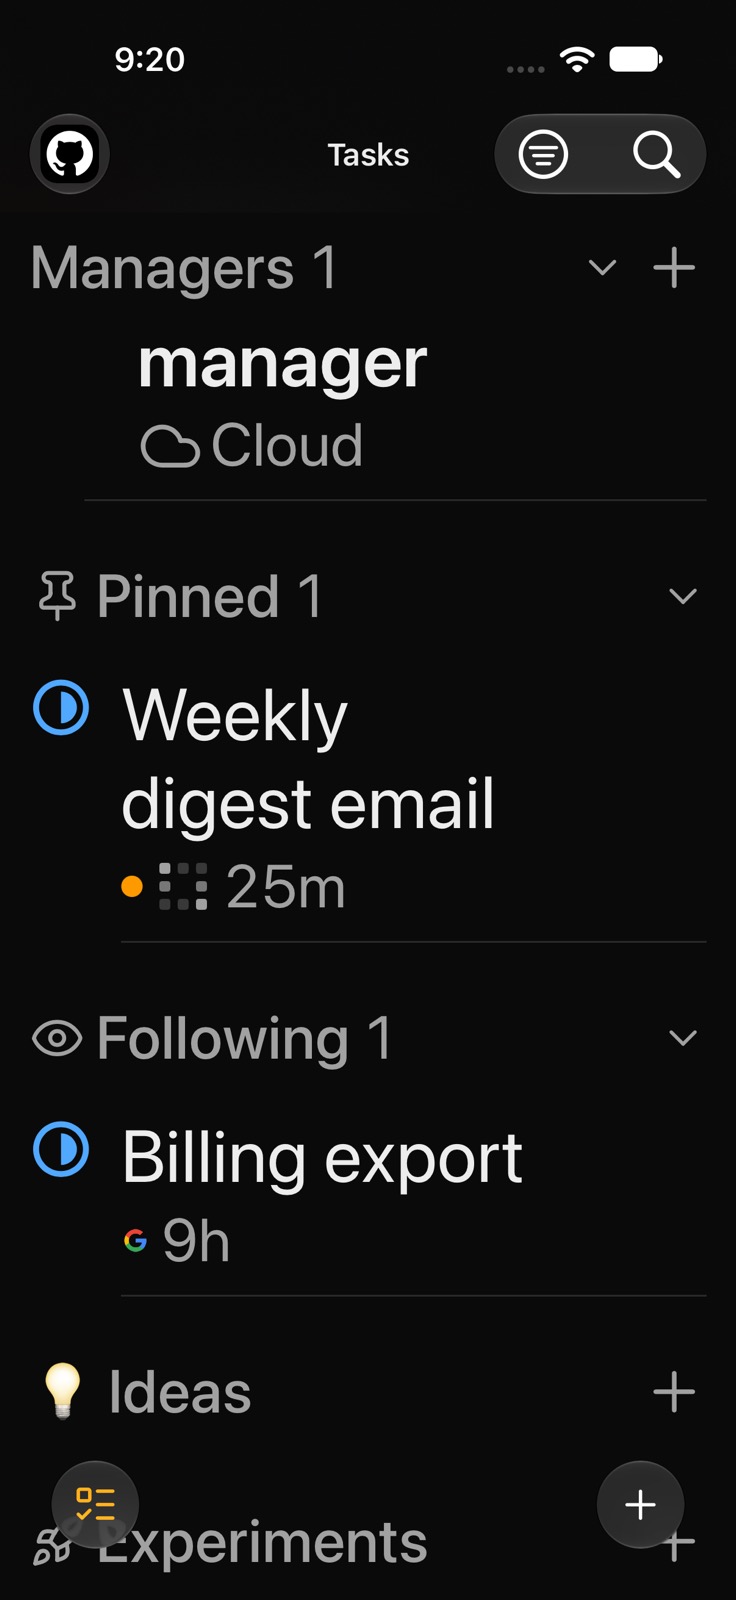 9:20
Tasks
Managers 1
manager
Cloud
Pinned 1
Weekly
digest email
25m
Following 1
Billing export
9h
Ideas
Experiments